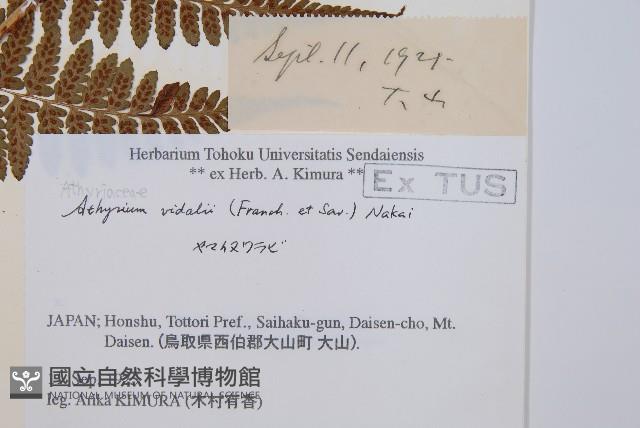 Sept. 11, 192
大山
Herbarium Tohoku Universitatis Sendaiensis
** ex Herb. A. Kimura **
Ex TUS
Athyriaceae
Athyrium vidalii (Franch. et Sav.) Nakai
ヤマイヌワラビ
JAPAN; Honshu, Tottori Pref., Saihaku-gun, Daisen-cho, Mt.
Daisen. (鳥取県西伯郡大山町 大山).
國立自然科學博物館
NATIONAL MUSEUM OF NATURAL SCIENCE
leg. Arika KIMURA (木村有香)